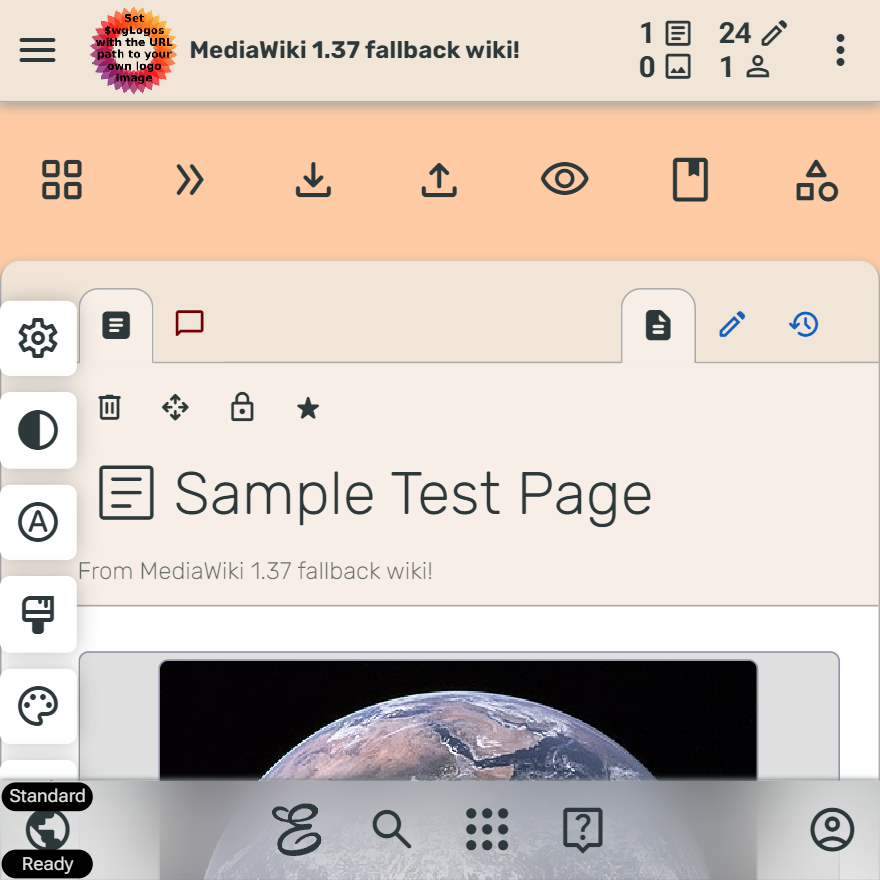 Set
$wgLogos
with the URL
path to your
own logo
image
MediaWiki 1.37 fallback wiki!
1
24
0
1
Sample Test Page
From MediaWiki 1.37 fallback wiki!
Standard
Ready